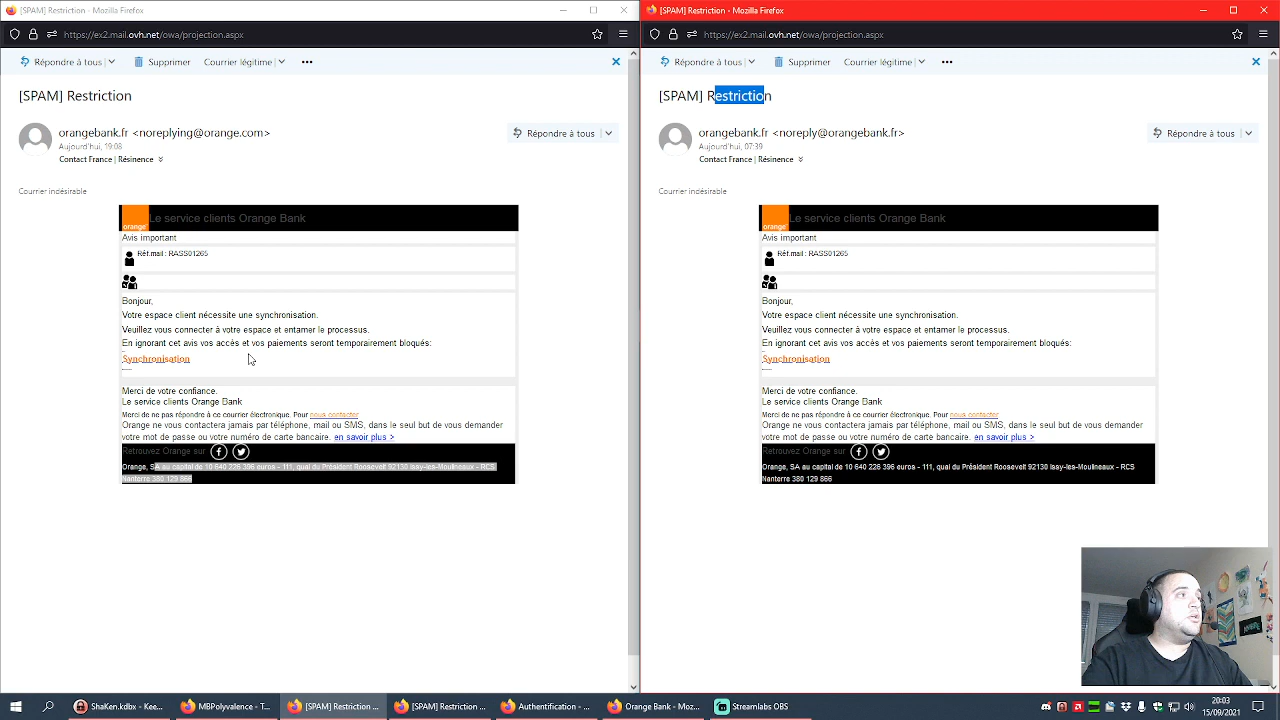 [SPAM] Restriction - Mozilla Firefox
https://ex2.mail.ovh.net/owa/projection.aspx
Répondre à tous
Supprimer
Courrier légitime
[SPAM] Restriction
orangebank.fr <noreplying@orange.com>
Aujourd'hui, 19:08
Contact France | Résinence
Répondre à tous
Courrier indésirable
orange
Le service clients Orange Bank
Avis important
Réf.mail : RASS01265
Bonjour,
Votre espace client nécessite une synchronisation.
Veuillez vous connecter à votre espace et entamer le processus.
En ignorant cet avis vos accès et vos paiements seront temporairement bloqués:
Synchronisation
Merci de votre confiance.
Le service clients Orange Bank
Merci de ne pas répondre à ce courrier électronique. Pour nous contacter
Orange ne vous contactera jamais par téléphone, mail ou SMS, dans le seul but de vous demander
votre mot de passe ou votre numéro de carte bancaire. en savoir plus >
Retrouvez Orange sur
Orange, SA au capital de 10 640 226 396 euros - 111, quai du Président Roosevelt 92130 Issy-les-Moulineaux - RCS
Nanterre 380 129 866
[SPAM] Restriction - Mozilla Firefox
https://ex2.mail.ovh.net/owa/projection.aspx
Répondre à tous
Supprimer
Courrier légitime
[SPAM] Restriction
orangebank.fr <noreply@orangebank.fr>
Aujourd'hui, 07:39
Contact France | Résinence
Répondre à tous
Courrier indésirable
orange
Le service clients Orange Bank
Avis important
Réf.mail : RASS01265
Bonjour,
Votre espace client nécessite une synchronisation.
Veuillez vous connecter à votre espace et entamer le processus.
En ignorant cet avis vos accès et vos paiements seront temporairement bloqués:
Synchronisation
Merci de votre confiance.
Le service clients Orange Bank
Merci de ne pas répondre à ce courrier électronique. Pour nous contacter
Orange ne vous contactera jamais par téléphone, mail ou SMS, dans le seul but de vous demander
votre mot de passe ou votre numéro de carte bancaire. en savoir plus >
Retrouvez Orange sur
Orange, SA au capital de 10 640 226 396 euros - 111, quai du Président Roosevelt 92130 Issy-les-Moulineaux - RCS
Nanterre 380 129 866
ShaKen.kdbx - Kee...
MBPolyvalence - T...
[SPAM] Restriction ...
[SPAM] Restriction ...
Authentification - ...
Orange Bank - Moz...
Streamlabs OBS
20:03
15/09/2021